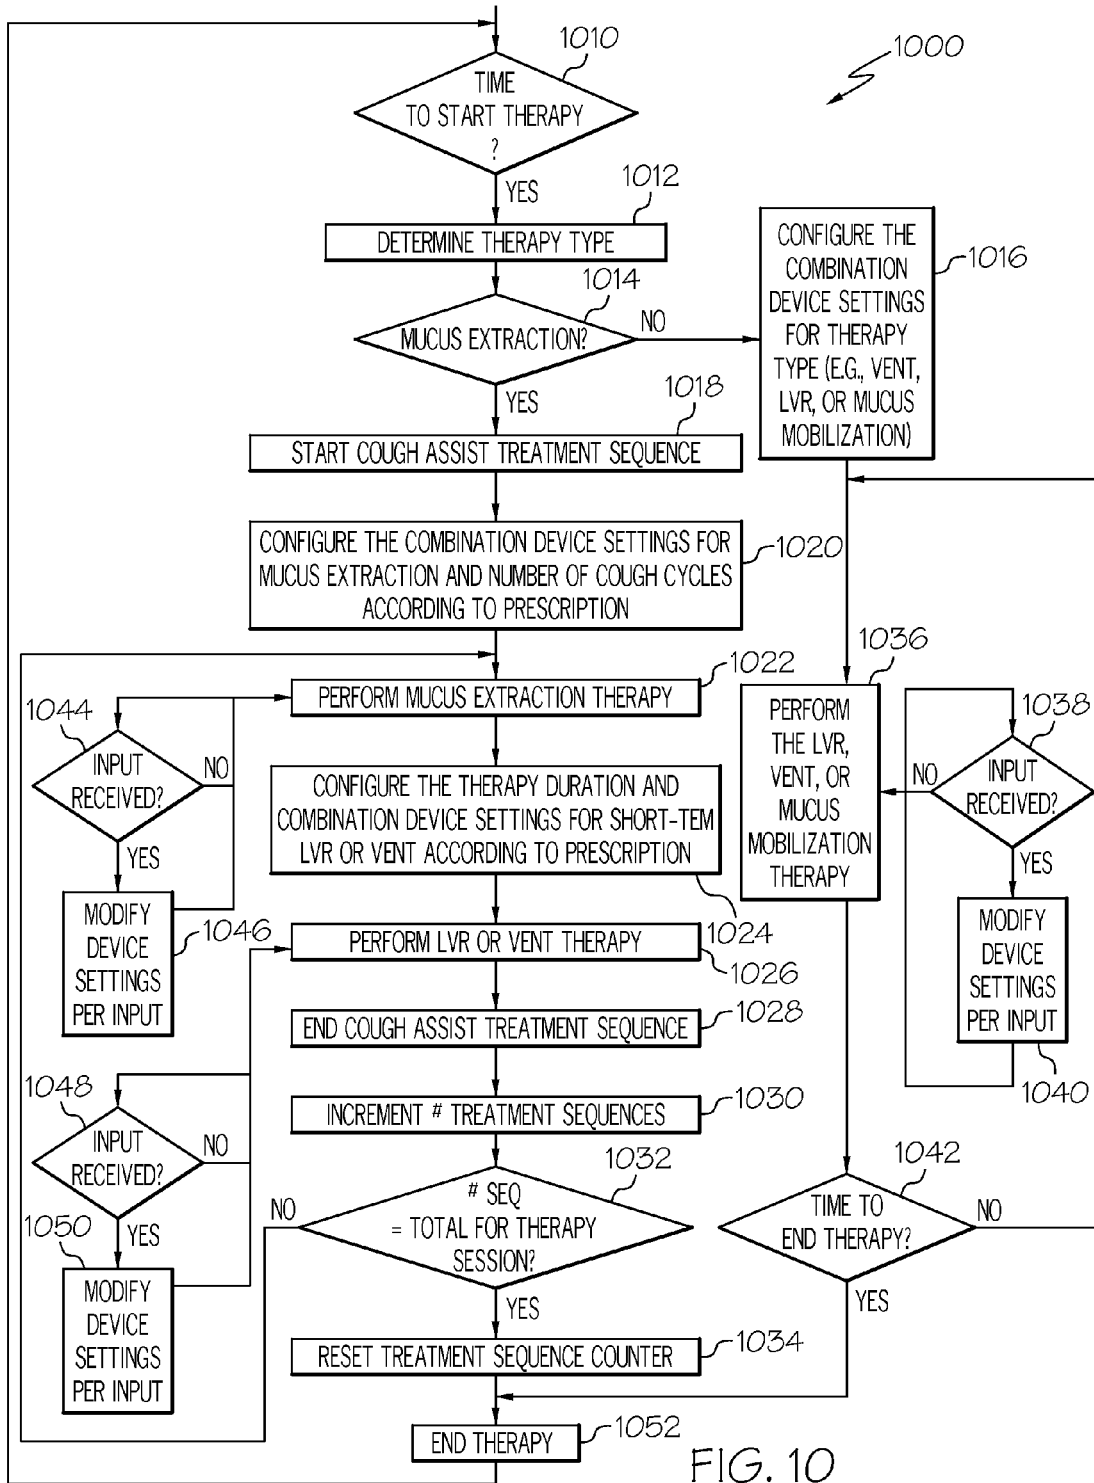 1010
TIME
TO START THERAPY
?
1000
YES
1012
DETERMINE THERAPY TYPE
1014
MUCUS EXTRACTION?
NO
YES
CONFIGURE THE
COMBINATION
DEVICE SETTINGS
FOR THERAPY
TYPE (E.G., VENT,
LVR, OR MUCUS
MOBILIZATION)
1016
1018
START COUGH ASSIST TREATMENT SEQUENCE
CONFIGURE THE COMBINATION DEVICE SETTINGS FOR
MUCUS EXTRACTION AND NUMBER OF COUGH CYCLES
ACCORDING TO PRESCRIPTION
1020
1022
PERFORM MUCUS EXTRACTION THERAPY
1044
INPUT
RECEIVED?
NO
YES
MODIFY
DEVICE
SETTINGS
PER INPUT
1046
CONFIGURE THE THERAPY DURATION AND
COMBINATION DEVICE SETTINGS FOR SHORT-TEM
LVR OR VENT ACCORDING TO PRESCRIPTION
1024
PERFORM LVR OR VENT THERAPY
1026
END COUGH ASSIST TREATMENT SEQUENCE
1028
1048
INPUT
RECEIVED?
NO
YES
1050
MODIFY
DEVICE
SETTINGS
PER INPUT
INCREMENT # TREATMENT SEQUENCES
1030
1032
# SEQ
= TOTAL FOR THERAPY
SESSION?
NO
YES
RESET TREATMENT SEQUENCE COUNTER
1034
1036
PERFORM
THE LVR,
VENT, OR
MUCUS
MOBILIZATION
THERAPY
1038
INPUT
RECEIVED?
NO
YES
MODIFY
DEVICE
SETTINGS
PER INPUT
1040
1042
TIME TO
END THERAPY?
NO
YES
END THERAPY
1052
FIG. 10